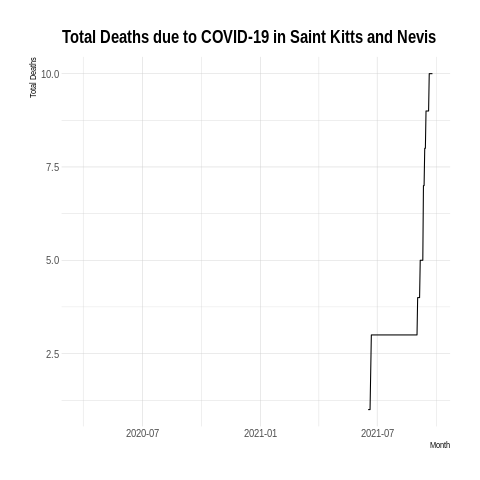 Total Deaths due to COVID-19 in Saint Kitts and Nevis
Total Deaths
10.0
7.5
5.0
2.5
2020-07
2021-01
2021-07
Month